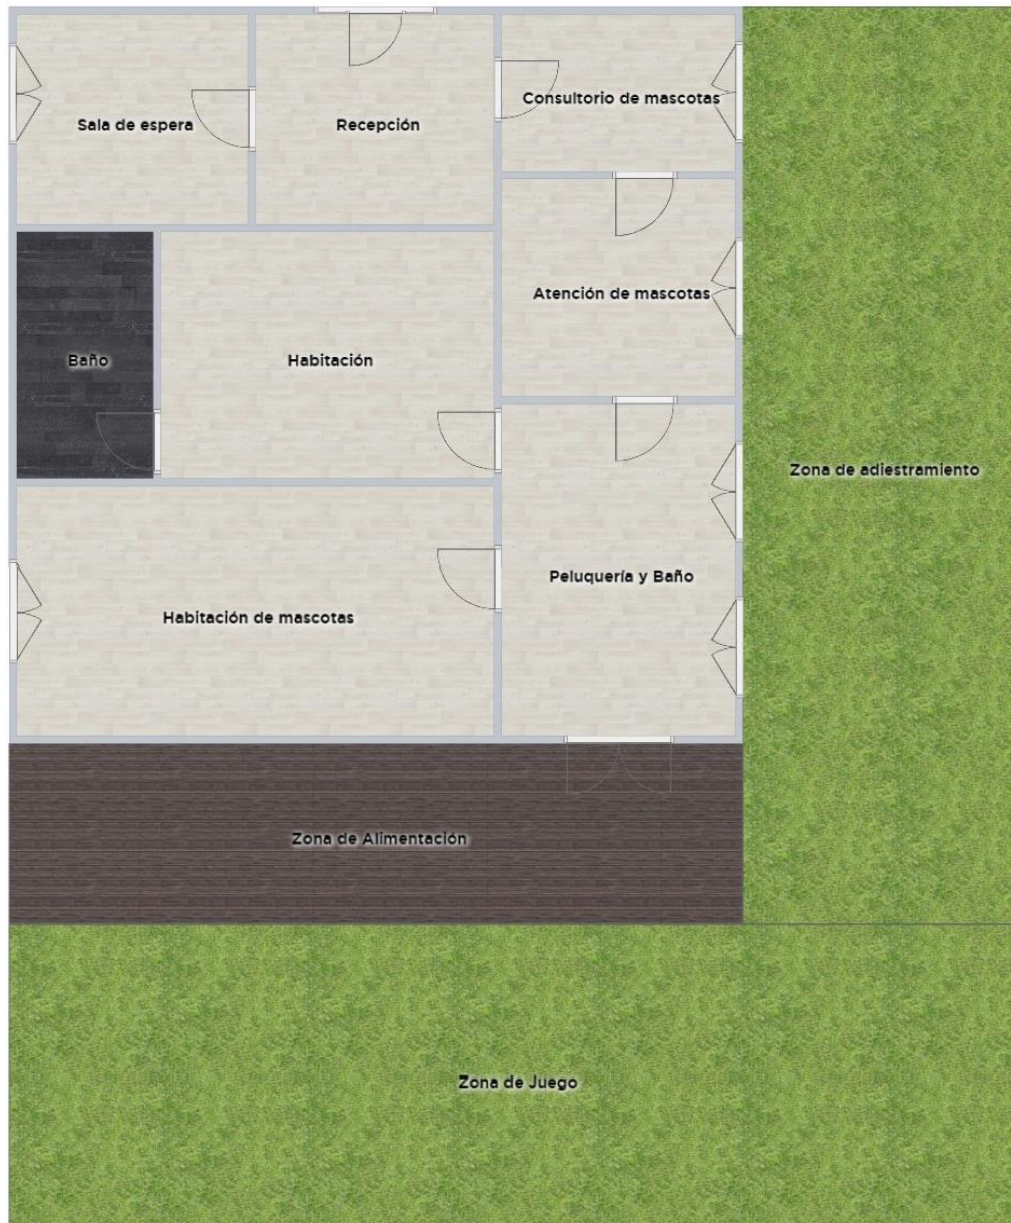 Sala de espera
Recepción
Consultorio de mascotas
Atención de mascotas
Baño
Habitación
Zona de adiestramiento
Peluquería y Baño
Habitación de mascotas
Zona de Alimentación
Zona de Juego